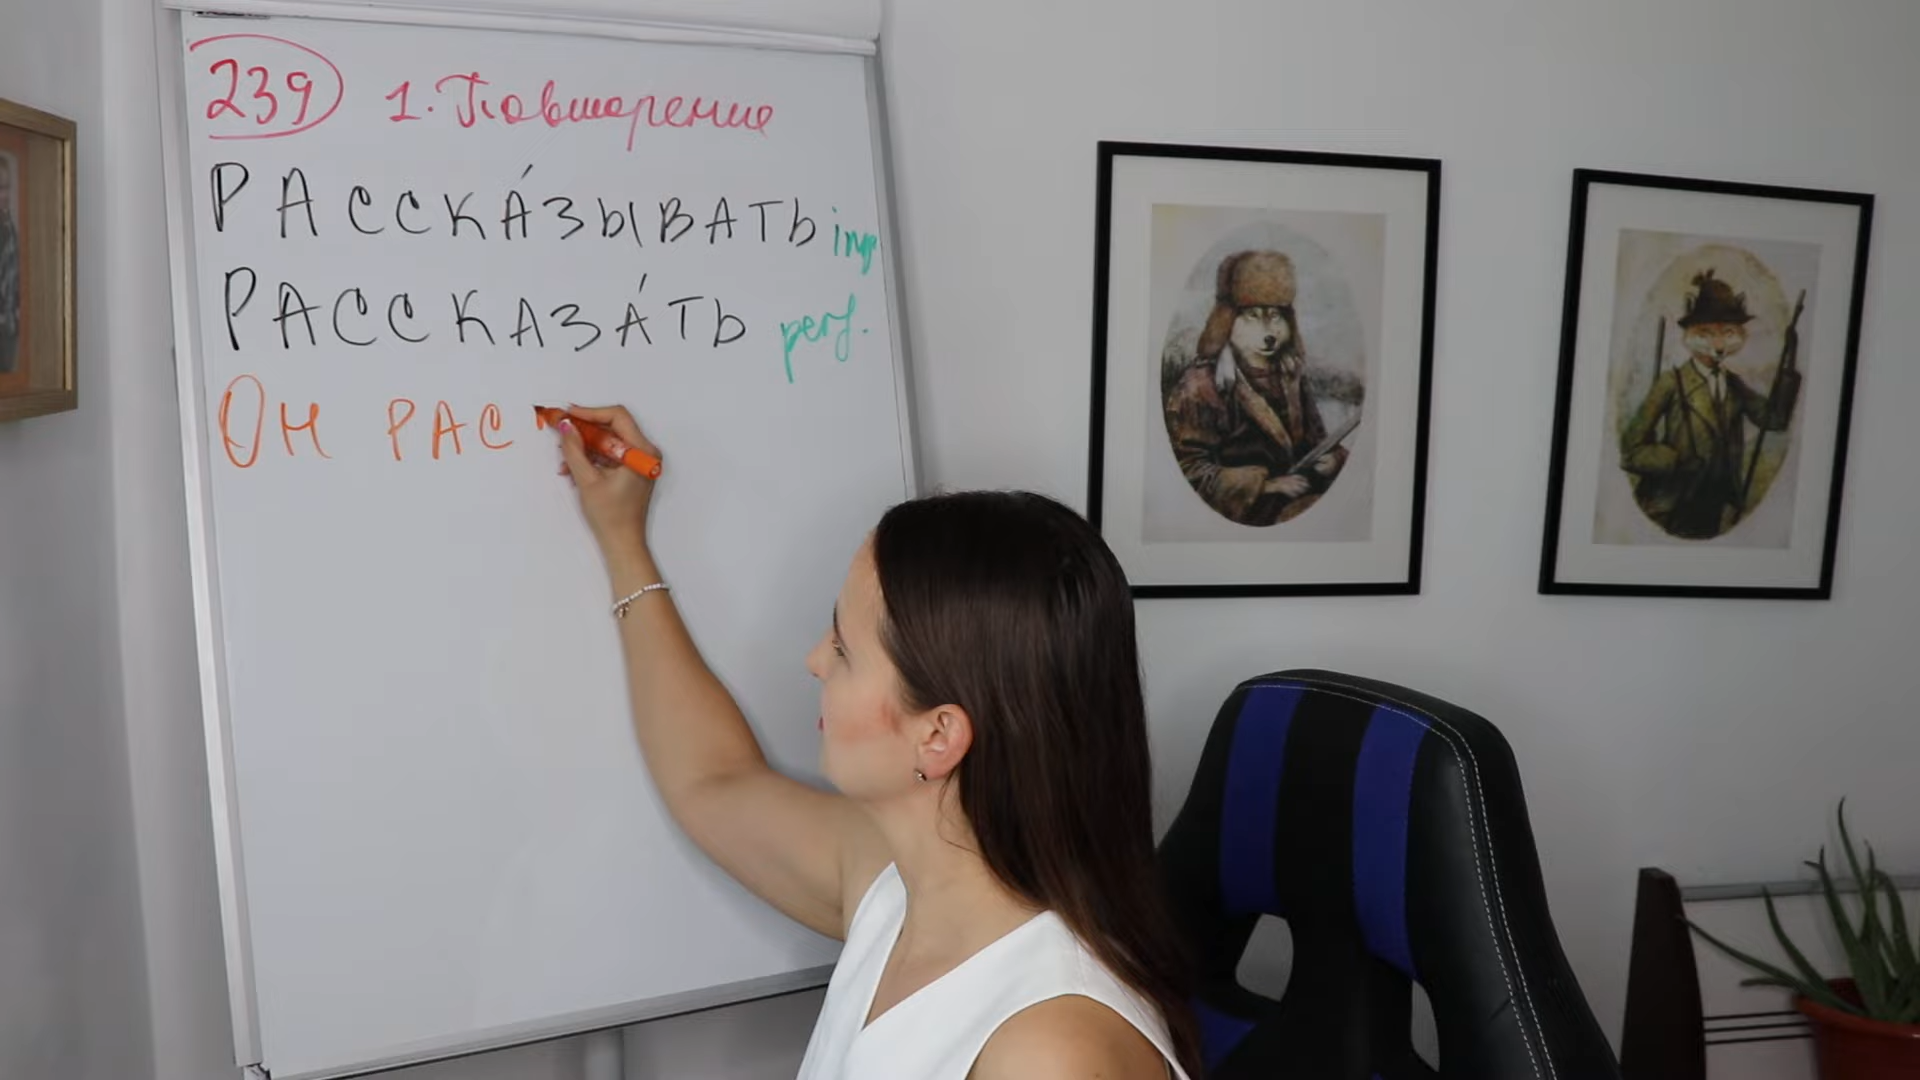 239 1. Повторение
РАССКА́ЗЫВАТЬ imp
РАССКАЗА́ТЬ perf.
ОН РАС